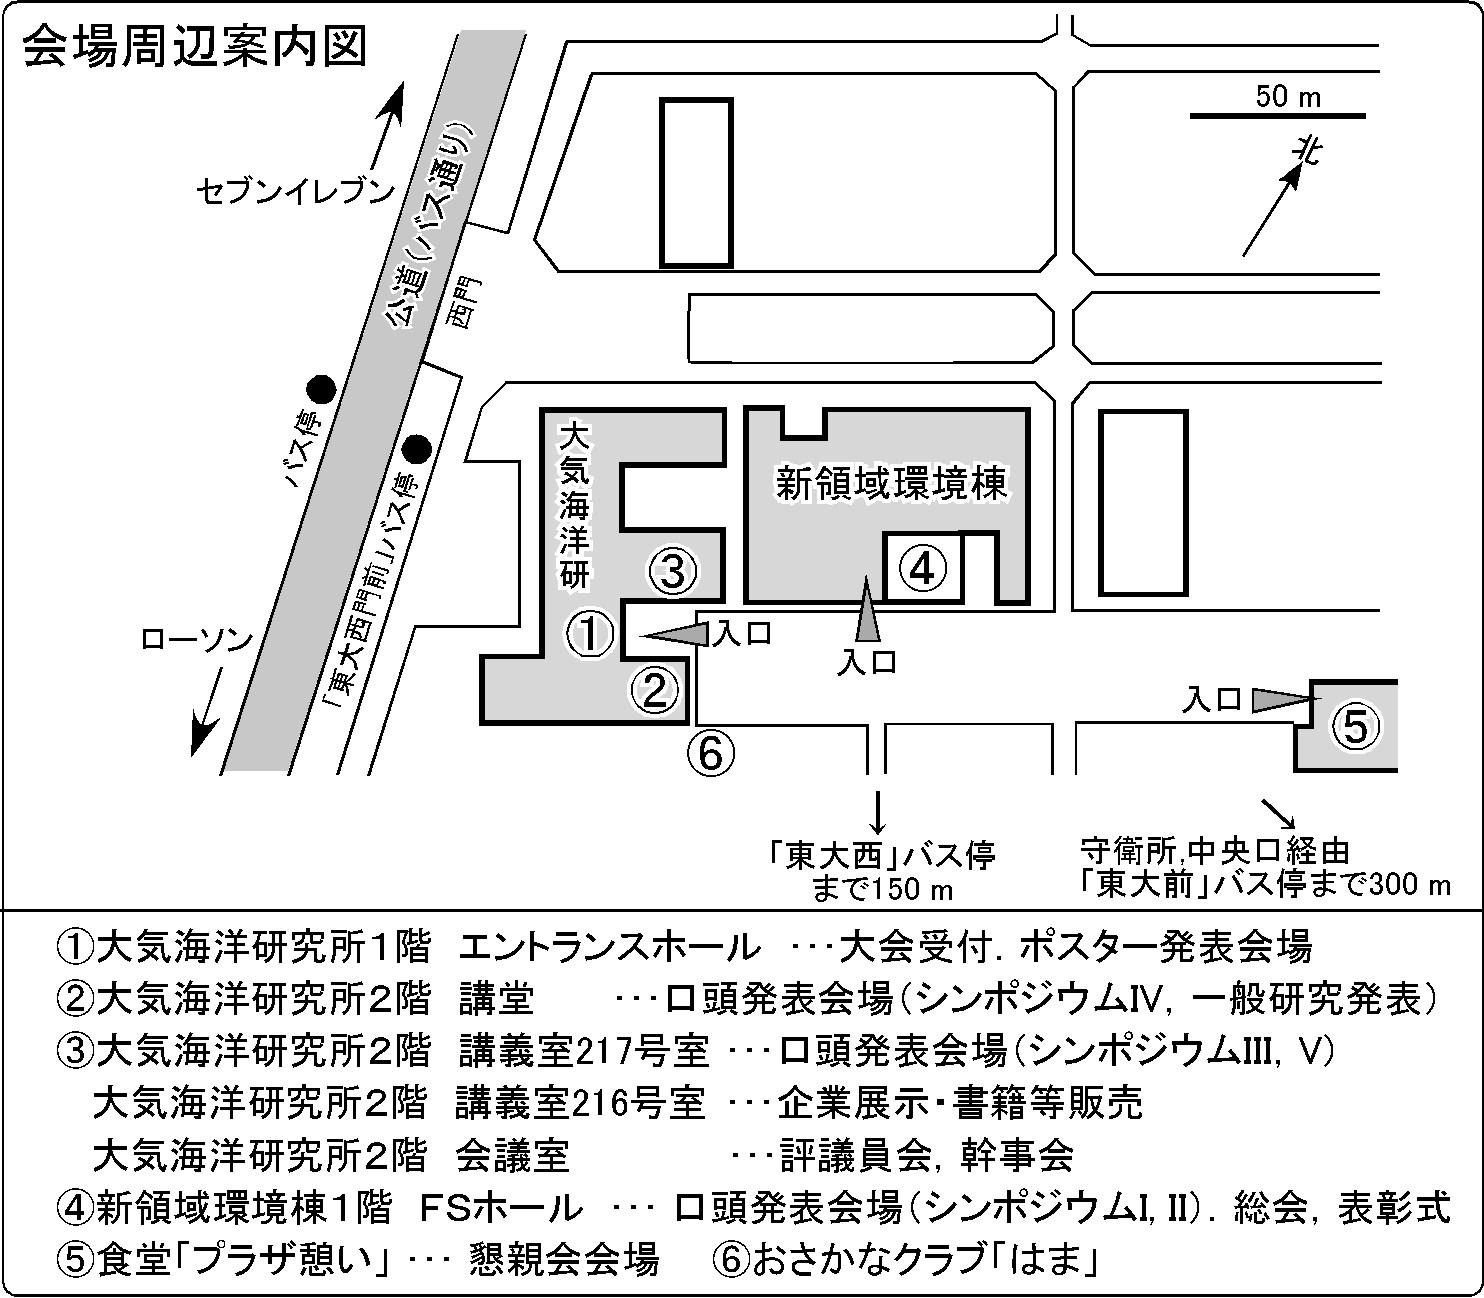 会場周辺案内図
50 m
北
セブンイレブン
公道(バス通り)
西門
バス停
「東大西門前」バス停
大気海洋研
新領域環境棟
③
④
①
入口
入口
ローソン
②
入口
⑤
⑥
「東大西」バス停
まで150 m
守衛所,中央口経由
「東大前」バス停まで300 m
①大気海洋研究所1階 エントランスホール …大会受付．ポスター発表会場
②大気海洋研究所2階 講堂 …口頭発表会場(シンポジウムIV，一般研究発表)
③大気海洋研究所2階 講義室217号室 …口頭発表会場(シンポジウムIII，V)
大気海洋研究所2階 講義室216号室 …企業展示・書籍等販売
大気海洋研究所2階 会議室 …評議員会，幹事会
④新領域環境棟1階 FSホール … 口頭発表会場(シンポジウムI, II)．総会，表彰式
⑤食堂「プラザ憩い」… 懇親会会場 ⑥おさかなクラブ「はま」